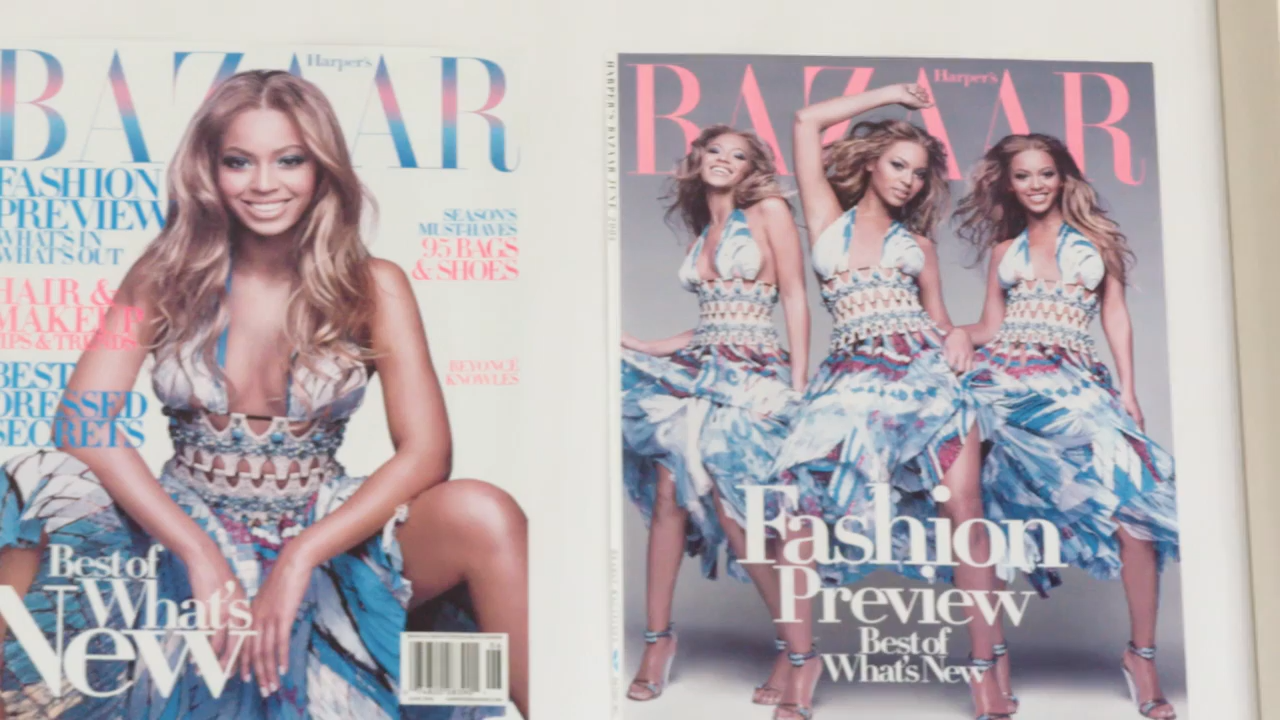 Harper's
BAZAAR
FASHION
PREVIEW
WHAT'S IN
WHAT'S OUT
HAIR &
MAKEUP
TIPS & TRENDS
BEST
DRESSED
SECRETS
SEASON'S
MUST-HAVES
95 BAGS
& SHOES
BEYONCÉ
KNOWLES
Best of
What's
New
Harper's
BAZAAR
Fashion
Preview
Best of
What's New